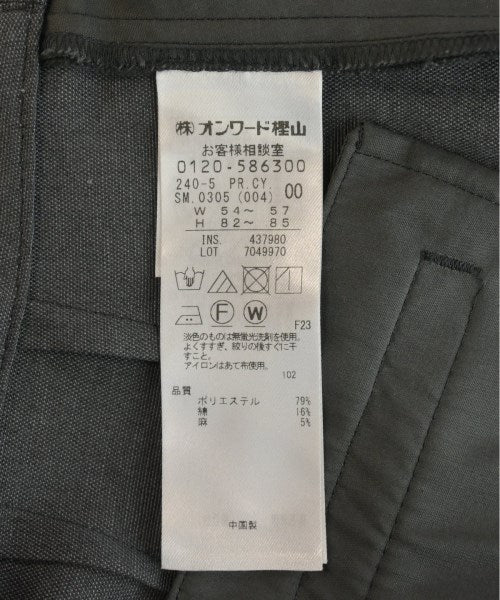 ㈱オンワード樫山
お客様相談室
0120-586300
240-5 PR.CY.
SM.0305 (004) 00
W 54～ 57
H 82～ 85
INS. 437980
LOT 7049970
F W
F23
淡色のものは無蛍光洗剤を使用。
よくすすぎ、絞りの後すぐに干
すこと。
アイロンはあて布使用。
102
品質
ポリエステル 79%
綿 16%
麻 5%
中国製